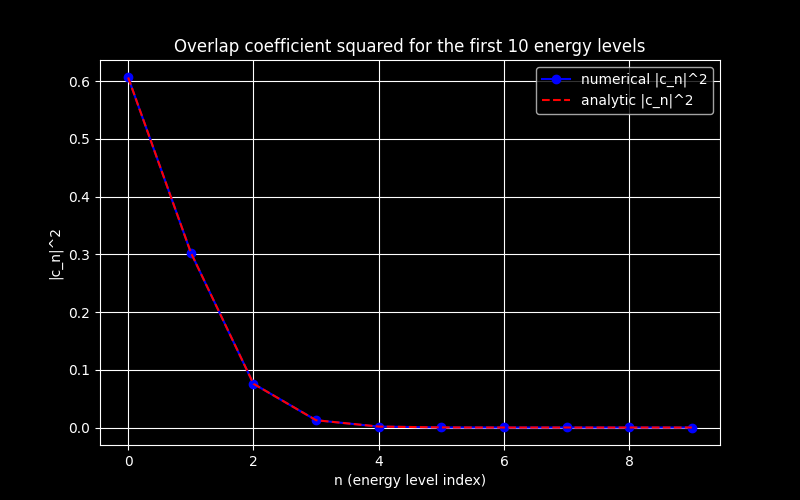 Overlap coefficient squared for the first 10 energy levels
numerical |c_n|^2
analytic |c_n|^2
|c_n|^2
0.6
0.5
0.4
0.3
0.2
0.1
0.0
0 2 4 6 8
n (energy level index)